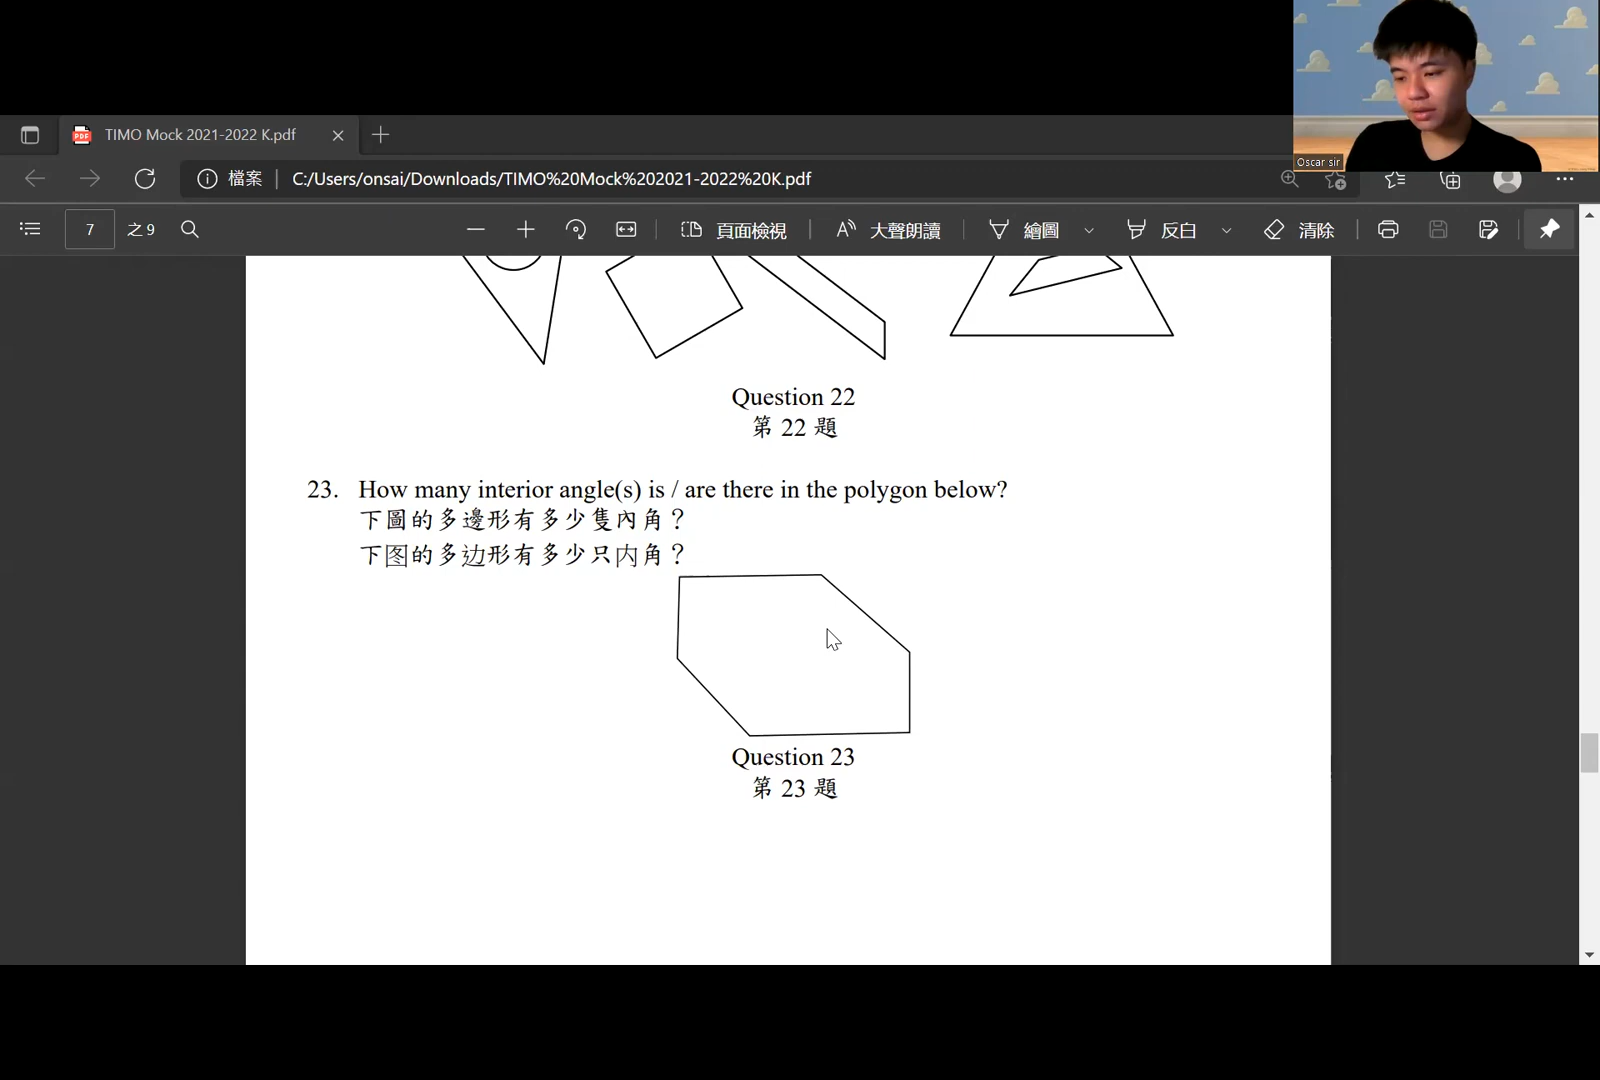 Oscar sir
TIMO Mock 2021-2022 K.pdf
檔案
C:/Users/onsai/Downloads/TIMO%20Mock%202021-2022%20K.pdf
7 之9
頁面檢視
大聲朗讀
繪圖
反白
清除
Question 22
第 22 題
23. How many interior angle(s) is / are there in the polygon below?
下圖的多邊形有多少隻內角？
下图的多边形有多少只内角？
Question 23
第 23 題